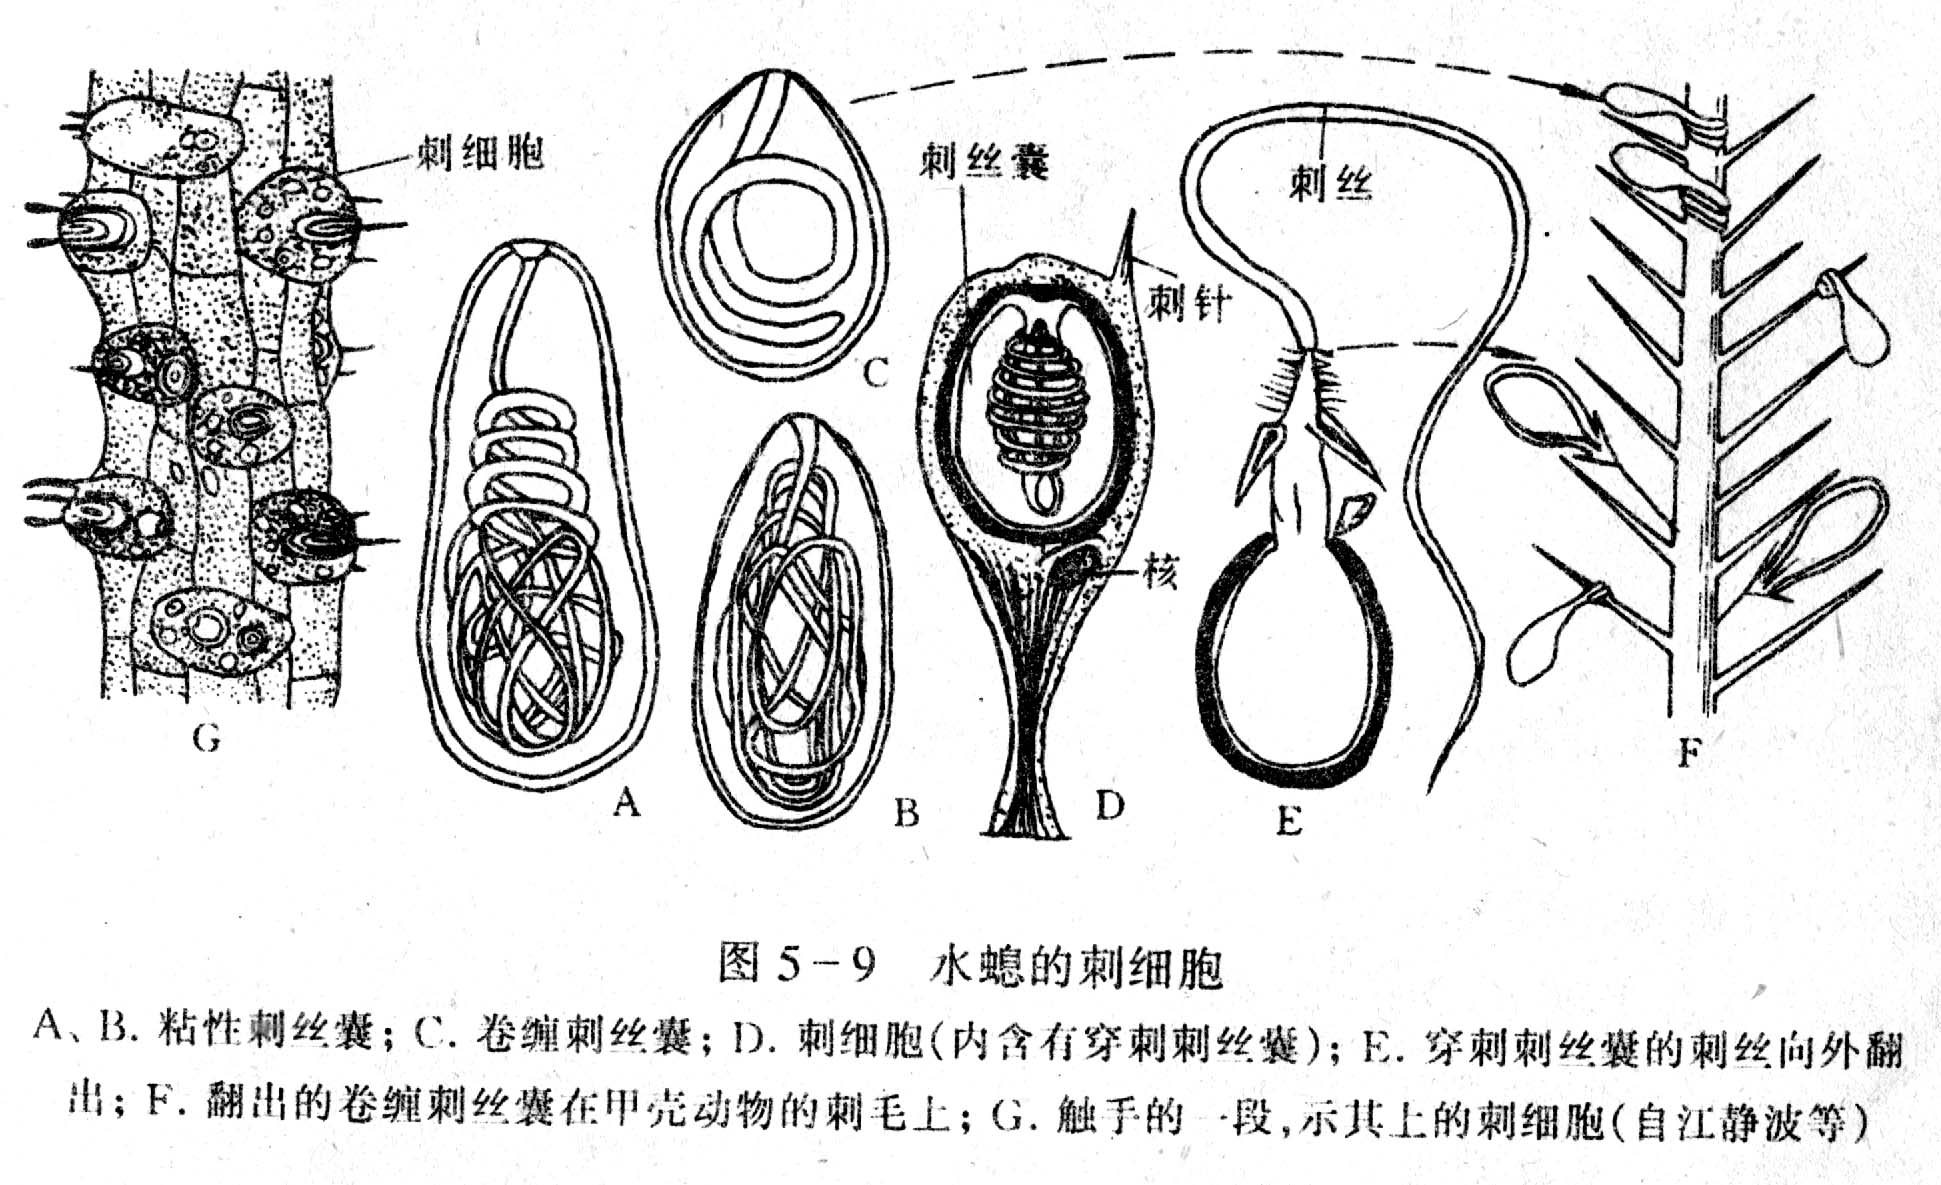 刺细胞
刺丝囊
刺丝
刺针
核
G
A
B
C
D
E
F
图 5-9 水螅的刺细胞
A、B. 粘性刺丝囊；C. 卷缠刺丝囊；D. 刺细胞(内含有穿刺刺丝囊)；E. 穿刺刺丝囊的刺丝向外翻
出；F. 翻出的卷缠刺丝囊在甲壳动物的刺毛上；G. 触手的一段,示其上的刺细胞(自江静波等)